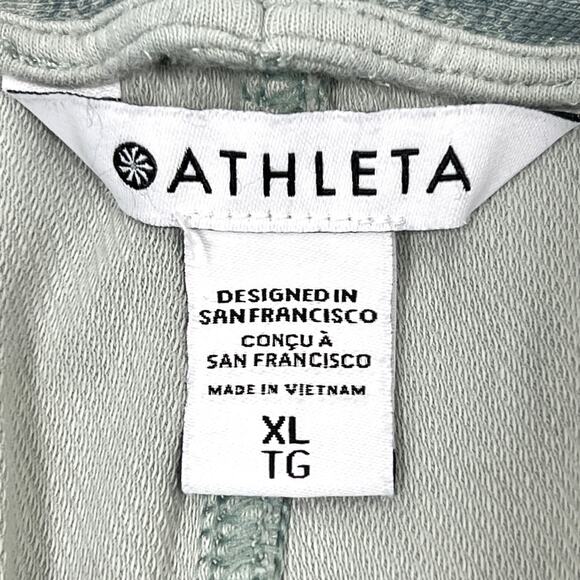 ATHLETA
DESIGNED IN
SAN FRANCISCO
CONÇU À
SAN FRANCISCO
MADE IN VIETNAM
XL
TG